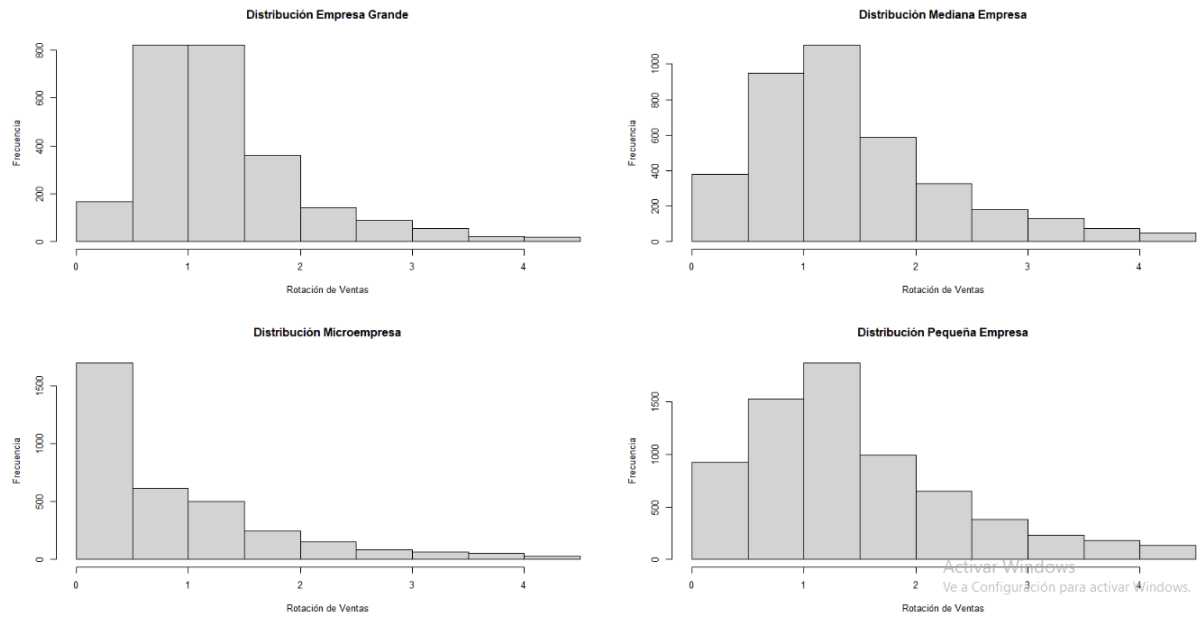 Distribución Empresa Grande
Frecuencia
0 200 400 600 800
0 1 2 3 4
Rotación de Ventas
Distribución Mediana Empresa
Frecuencia
0 200 400 600 800 1000
0 1 2 3 4
Rotación de Ventas
Distribución Microempresa
Frecuencia
0 500 1000 1500
0 1 2 3 4
Rotación de Ventas
Distribución Pequeña Empresa
Frecuencia
0 500 1000 1500
0 1 2 3 4
Rotación de Ventas
Activar Windows
Ve a Configuración para activar Windows.